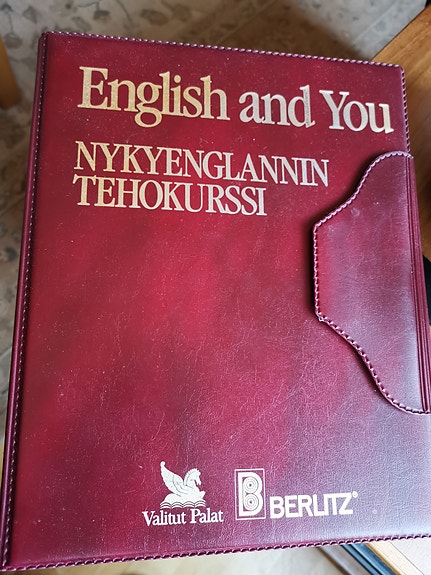 English and You
NYKYENGLANNIN
TEHOKURSSI
Valitut Palat
B BERLITZ®